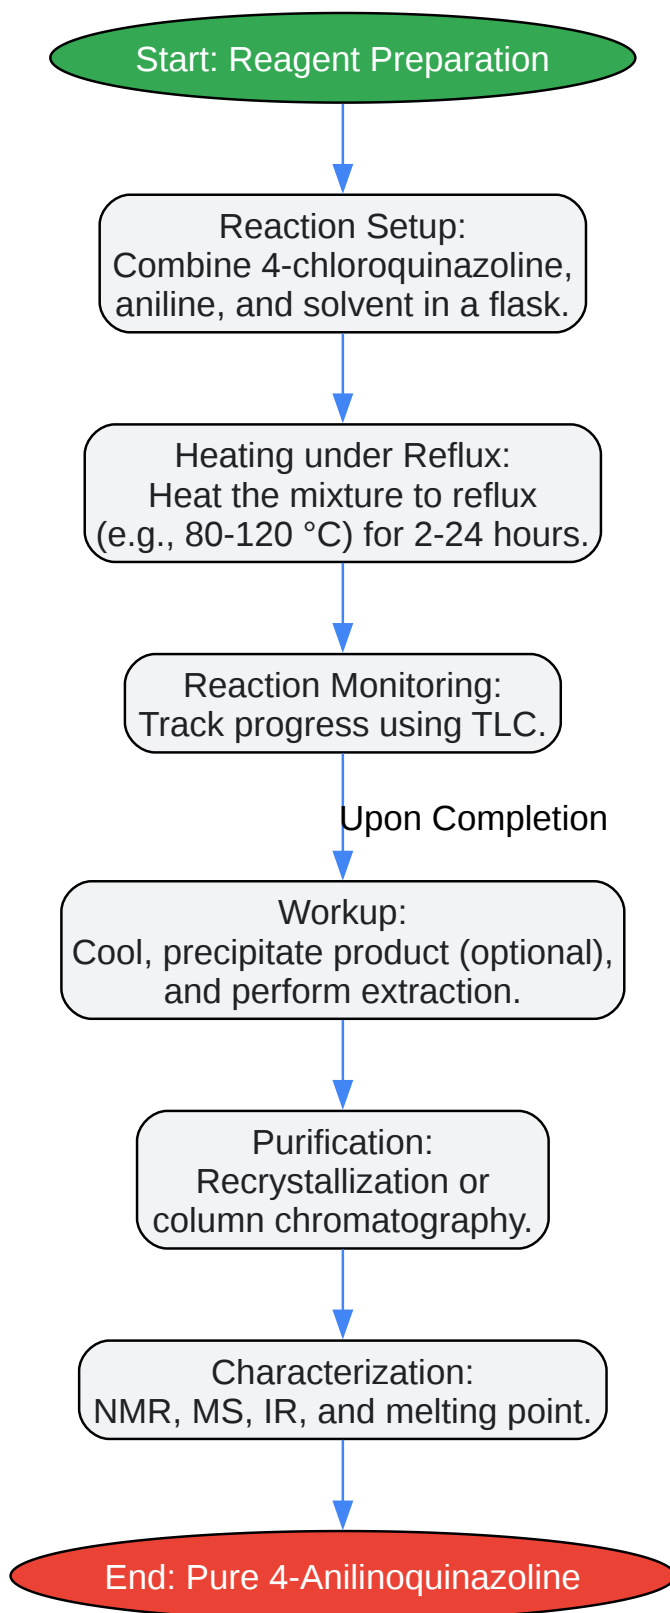 Start: Reagent Preparation
Reaction Setup:
Combine 4-chloroquinazoline,
aniline, and solvent in a flask.
Heating under Reflux:
Heat the mixture to reflux
(e.g., 80-120 °C) for 2-24 hours.
Reaction Monitoring:
Track progress using TLC.
Upon Completion
Workup:
Cool, precipitate product (optional),
and perform extraction.
Purification:
Recrystallization or
column chromatography.
Characterization:
NMR, MS, IR, and melting point.
End: Pure 4-Anilinoquinazoline